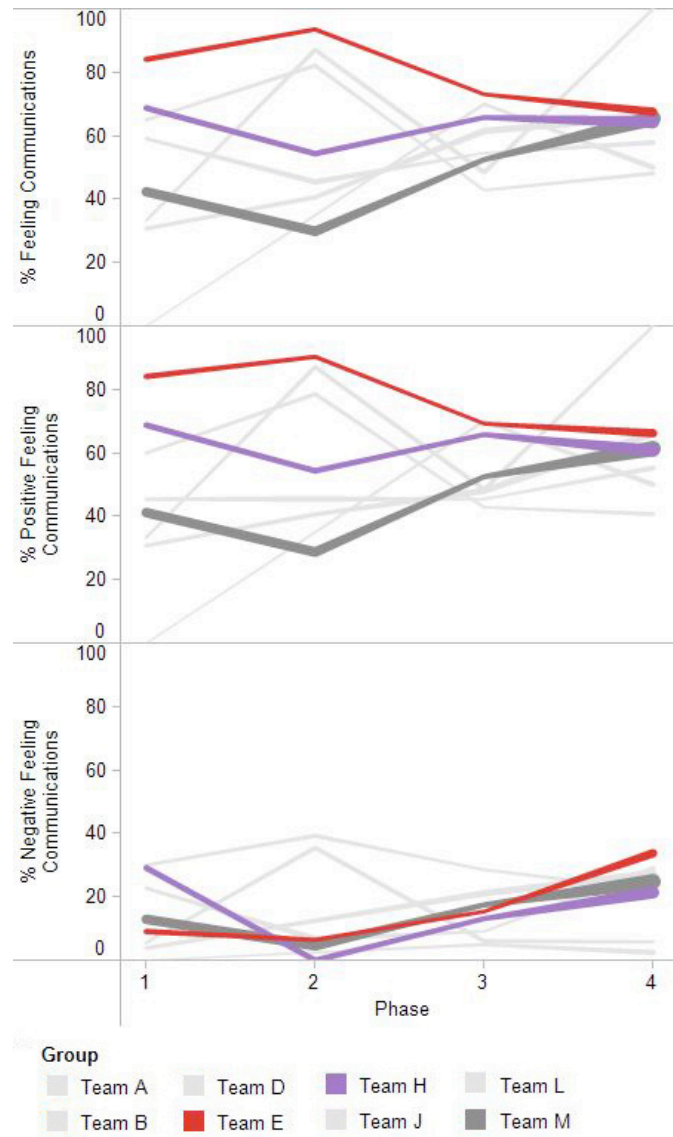 100
80
60
40
20
0
% Feeling Communications
100
80
60
40
20
0
% Positive Feeling
Communications
100
80
60
40
20
0
% Negative Feeling
Communications
1 2 3 4
Phase
Group
Team A Team D Team H Team L
Team B Team E Team J Team M